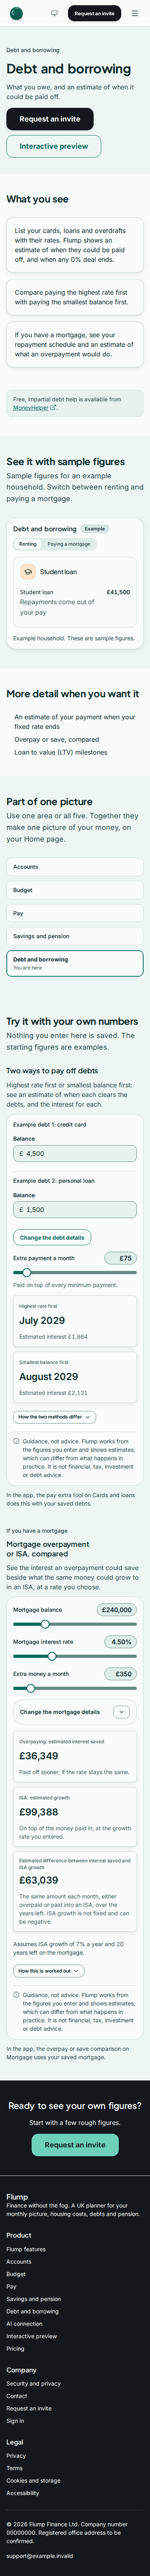 Request an invite
Debt and borrowing
Debt and borrowing
What you owe, and an estimate of when it
could be paid off.
Request an invite
Interactive preview
What you see
List your cards, loans and overdrafts
with their rates. Flump shows an
estimate of when they could be paid
off, and when any 0% deal ends.
Compare paying the highest rate first
with paying the smallest balance first.
If you have a mortgage, see your
repayment schedule and an estimate of
what an overpayment would do.
Free, impartial debt help is available from
MoneyHelper.
See it with sample figures
Sample figures for an example
household. Switch between renting and
paying a mortgage.
Debt and borrowing
Example
Renting
Paying a mortgage
Student loan
Student loan
£41,500
Repayments come out of
your pay
Example household. These are sample figures.
More detail when you want it
An estimate of your payment when your
fixed rate ends
Overpay or save, compared
Loan to value (LTV) milestones
Part of one picture
Use one area or all five. Together they
make one picture of your money, on
your Home page.
Accounts
Budget
Pay
Savings and pension
Debt and borrowing
You are here
Try it with your own numbers
Nothing you enter here is saved. The
starting figures are examples.
Two ways to pay off debts
Highest rate first or smallest balance first:
see an estimate of when each clears the
debts, and the interest for each.
Example debt 1: credit card
Balance
£ 4,500
Example debt 2: personal loan
Balance
£ 1,500
Change the debt details
Extra payment a month
£75
Paid on top of every minimum payment.
Highest rate first
July 2029
Estimated interest £1,864
Smallest balance first
August 2029
Estimated interest £2,131
How the two methods differ
Guidance, not advice. Flump works from the
figures you enter and shows estimates,
which can differ from what happens in
practice. It is not financial, tax, investment
or debt advice.
In the app, the pay extra tool on Cards and loans
does this with your saved debts.
If you have a mortgage
Mortgage overpayment
or ISA, compared
See the interest an overpayment could save
beside what the same money could grow to
in an ISA, at a rate you choose.
Mortgage balance
£240,000
Mortgage interest rate
4.50%
Extra money a month
£350
Change the mortgage details
Overpaying: estimated interest saved
£36,349
Paid off sooner, if the rate stays the same.
ISA: estimated growth
£99,388
On top of the money paid in, at the growth
rate you entered.
Estimated difference between interest saved and
ISA growth
£63,039
The same amount each month, either
overpaid or paid into an ISA, over the
years left. ISA growth is not fixed and can
be negative.
Assumes ISA growth of 7% a year and 20
years left on the mortgage.
How this is worked out
Guidance, not advice. Flump works from the
figures you enter and shows estimates,
which can differ from what happens in
practice. It is not financial, tax, investment
or debt advice.
In the app, the overpay or save comparison on
Mortgage uses your saved mortgage.
Ready to see your own figures?
Start with a few rough figures.
Request an invite
Flump
Finance without the fog. A UK planner for your
monthly picture, housing costs, debts and pension.
Product
Flump features
Accounts
Budget
Pay
Savings and pension
Debt and borrowing
AI connection
Interactive preview
Pricing
Company
Security and privacy
Contact
Request an invite
Sign in
Legal
Privacy
Terms
Cookies and storage
Accessibility
© 2026 Flump Finance Ltd. Company number
00000000. Registered office address to be
confirmed.
support@example.invalid